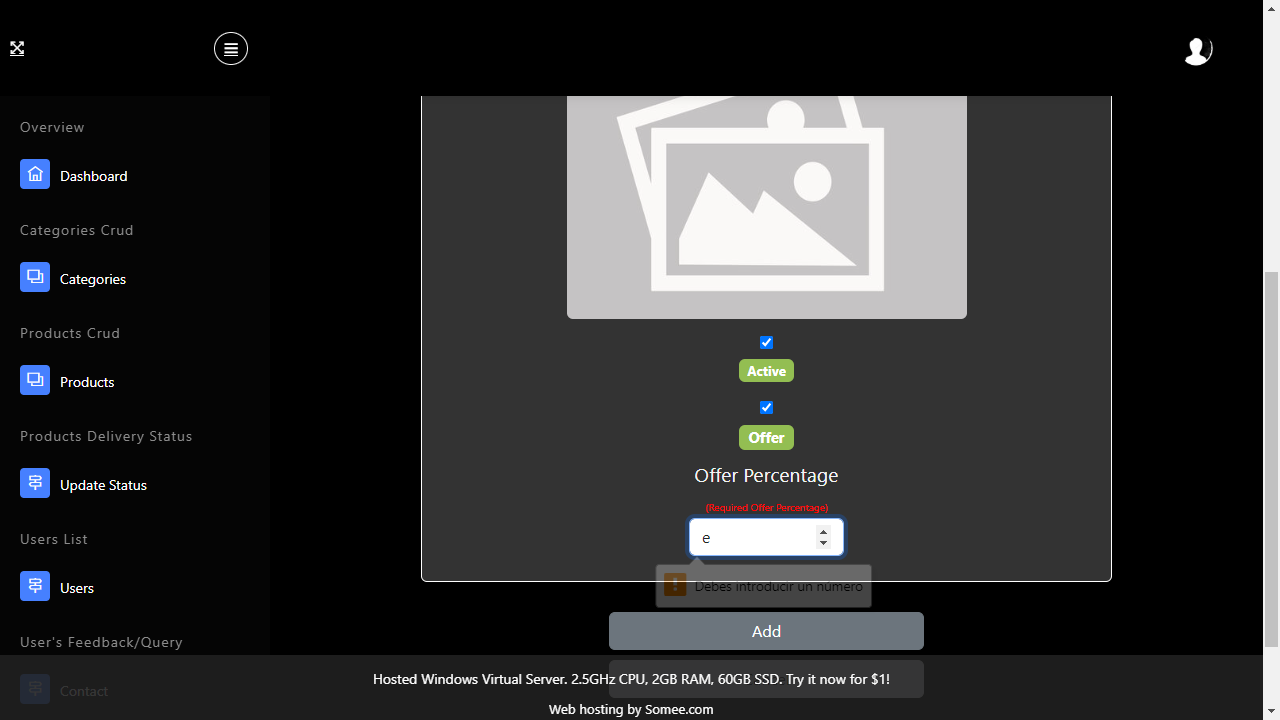 Overview
Dashboard
Categories Crud
Categories
Products Crud
Products
Products Delivery Status
Update Status
Users List
Users
User's Feedback/Query
Contact
Active
Offer
Offer Percentage
(Required Offer Percentage)
e
Debes introducir un número
Add
Hosted Windows Virtual Server. 2.5GHz CPU, 2GB RAM, 60GB SSD. Try it now for $1!
Web hosting by Somee.com